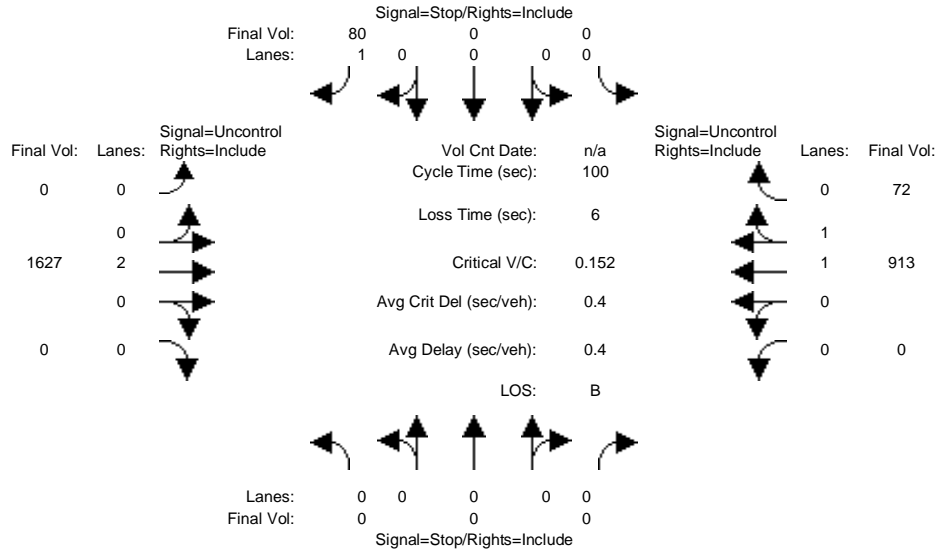 Signal=Stop/Rights=Include
Final Vol: 80 0 0
Lanes: 1 0 0 0 0
Signal=Uncontrol Signal=Uncontrol
Final Vol: Lanes: Rights=Include Vol Cnt Date: n/a Rights=Include Lanes: Final Vol:
Cycle Time (sec): 100
0 0 0 72
Loss Time (sec): 6
0 1
1627 2 Critical V/C: 0.152 1 913
0 Avg Crit Del (sec/veh): 0.4 0
0 0 Avg Delay (sec/veh): 0.4 0 0
LOS: B
Lanes: 0 0 0 0 0
Final Vol: 0 0 0
Signal=Stop/Rights=Include